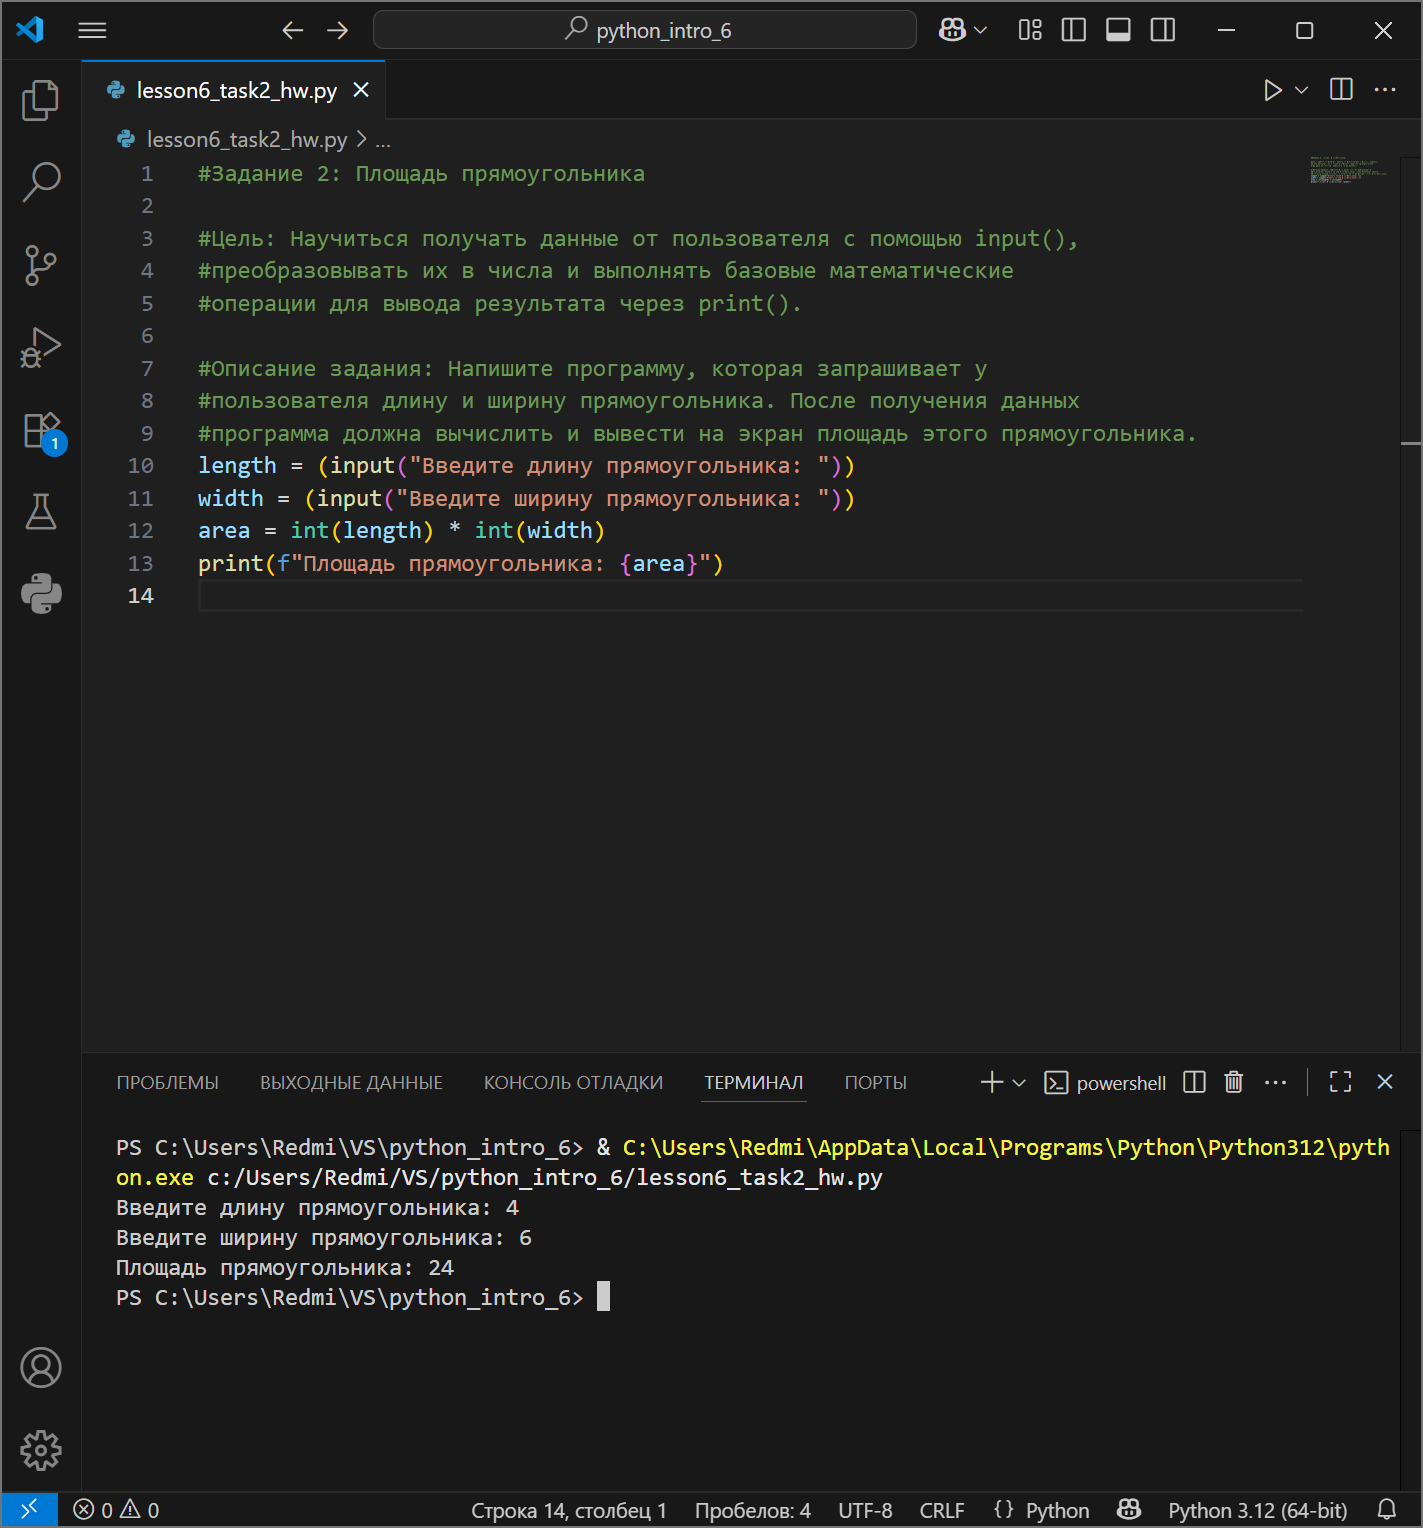 python_intro_6
lesson6_task2_hw.py
lesson6_task2_hw.py > ...
1 #Задание 2: Площадь прямоугольника
2
3 #Цель: Научиться получать данные от пользователя с помощью input(),
4 #преобразовывать их в числа и выполнять базовые математические
5 #операции для вывода результата через print().
6
7 #Описание задания: Напишите программу, которая запрашивает у
8 #пользователя длину и ширину прямоугольника. После получения данных
9 #программа должна вычислить и вывести на экран площадь этого прямоугольника.
10 length = (input("Введите длину прямоугольника: "))
11 width = (input("Введите ширину прямоугольника: "))
12 area = int(length) * int(width)
13 print(f"Площадь прямоугольника: {area}")
14
1
ПРОБЛЕМЫ ВЫХОДНЫЕ ДАННЫЕ КОНСОЛЬ ОТЛАДКИ ТЕРМИНАЛ ПОРТЫ powershell
PS C:\Users\Redmi\VS\python_intro_6> & C:\Users\Redmi\AppData\Local\Programs\Python\Python312\pyth
on.exe c:/Users/Redmi/VS/python_intro_6/lesson6_task2_hw.py
Введите длину прямоугольника: 4
Введите ширину прямоугольника: 6
Площадь прямоугольника: 24
PS C:\Users\Redmi\VS\python_intro_6>
0 0 Строка 14, столбец 1 Пробелов: 4 UTF-8 CRLF {} Python Python 3.12 (64-bit)